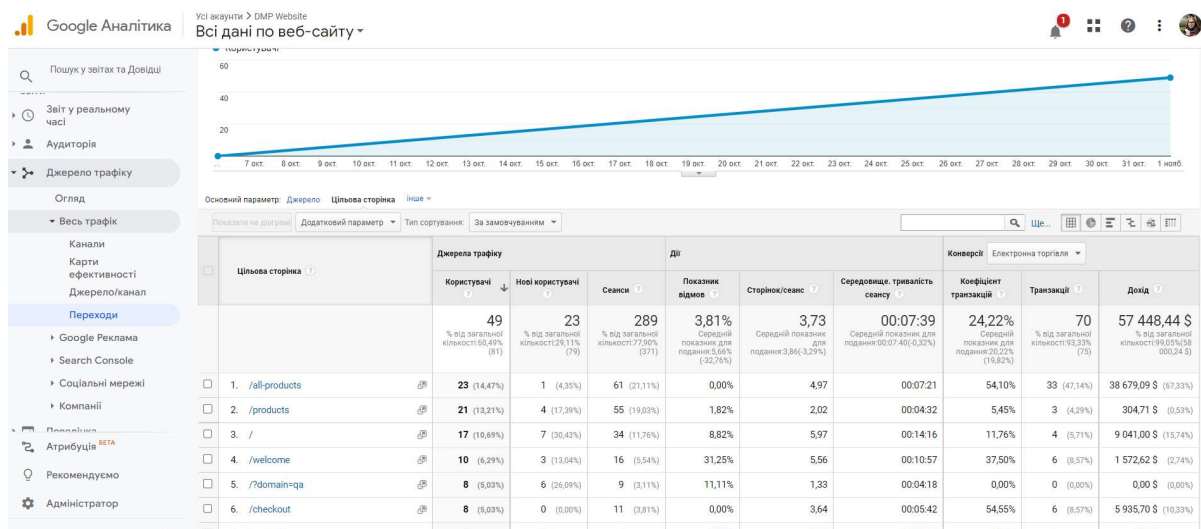 Google Аналітика
Усі акаунти > DMP Website
Всі дані по веб-сайту
1
Пошук у звітах та Довідці
Звіт у реальному часі
Аудиторія
Джерело трафіку
Огляд
Весь трафік
Канали
Карти ефективності
Джерело/канал
Переходи
Google Реклама
Search Console
Соціальні мережі
Компанії
Поведінка
Атрибуція БЕТА
Рекомендуємо
Адміністратор
Користувачі
60
40
20
... 7 окт. 8 окт. 9 окт. 10 окт. 11 окт. 12 окт. 13 окт. 14 окт. 15 окт. 16 окт. 17 окт. 18 окт. 19 окт. 20 окт. 21 окт. 22 окт. 23 окт. 24 окт. 25 окт. 26 окт. 27 окт. 28 окт. 29 окт. 30 окт. 31 окт. 1 нояб.
Основний параметр: Джерело Цільова сторінка інше
Показати на діаграмі Додатковий параметр Тип сортування: За замовчуванням Ще...
Цільова сторінка
Джерела трафіку Дії Конверсії Електронна торгівля
Користувачі Нові користувачі Сеанси Показник відмов Сторінок/сеанс Середовище. тривалість сеансу Коефіцієнт транзакцій Транзакції Дохід
49 23 289 3,81% 3,73 00:07:39 24,22% 70 57 448,44 $
% від загальної кількості:60,49% (81)
% від загальної кількості:29,11% (79)
% від загальної кількості:77,90% (371)
Середній показник для подання:5,66% (-32,76%)
Середній показник для подання:3,86(-3,29%)
Середній показник для подання:00:07:40(-0,32%)
Середній показник для подання:20,22% (19,82%)
% від загальної кількості:93,33% (75)
% від загальної кількості:99,05%(58 000,24 $)
1. /all-products 23 (14,47%) 1 (4,35%) 61 (21,11%) 0,00% 4,97 00:07:21 54,10% 33 (47,14%) 38 679,09 $ (67,33%)
2. /products 21 (13,21%) 4 (17,39%) 55 (19,03%) 1,82% 2,02 00:04:32 5,45% 3 (4,29%) 304,71 $ (0,53%)
3. / 17 (10,69%) 7 (30,43%) 34 (11,76%) 8,82% 5,97 00:14:16 11,76% 4 (5,71%) 9 041,00 $ (15,74%)
4. /welcome 10 (6,29%) 3 (13,04%) 16 (5,54%) 31,25% 5,56 00:10:57 37,50% 6 (8,57%) 1 572,62 $ (2,74%)
5. /?domain=qa 8 (5,03%) 6 (26,09%) 9 (3,11%) 11,11% 1,33 00:04:18 0,00% 0 (0,00%) 0,00 $ (0,00%)
6. /checkout 8 (5,03%) 0 (0,00%) 11 (3,81%) 0,00% 3,64 00:05:42 54,55% 6 (8,57%) 5 935,70 $ (10,33%)